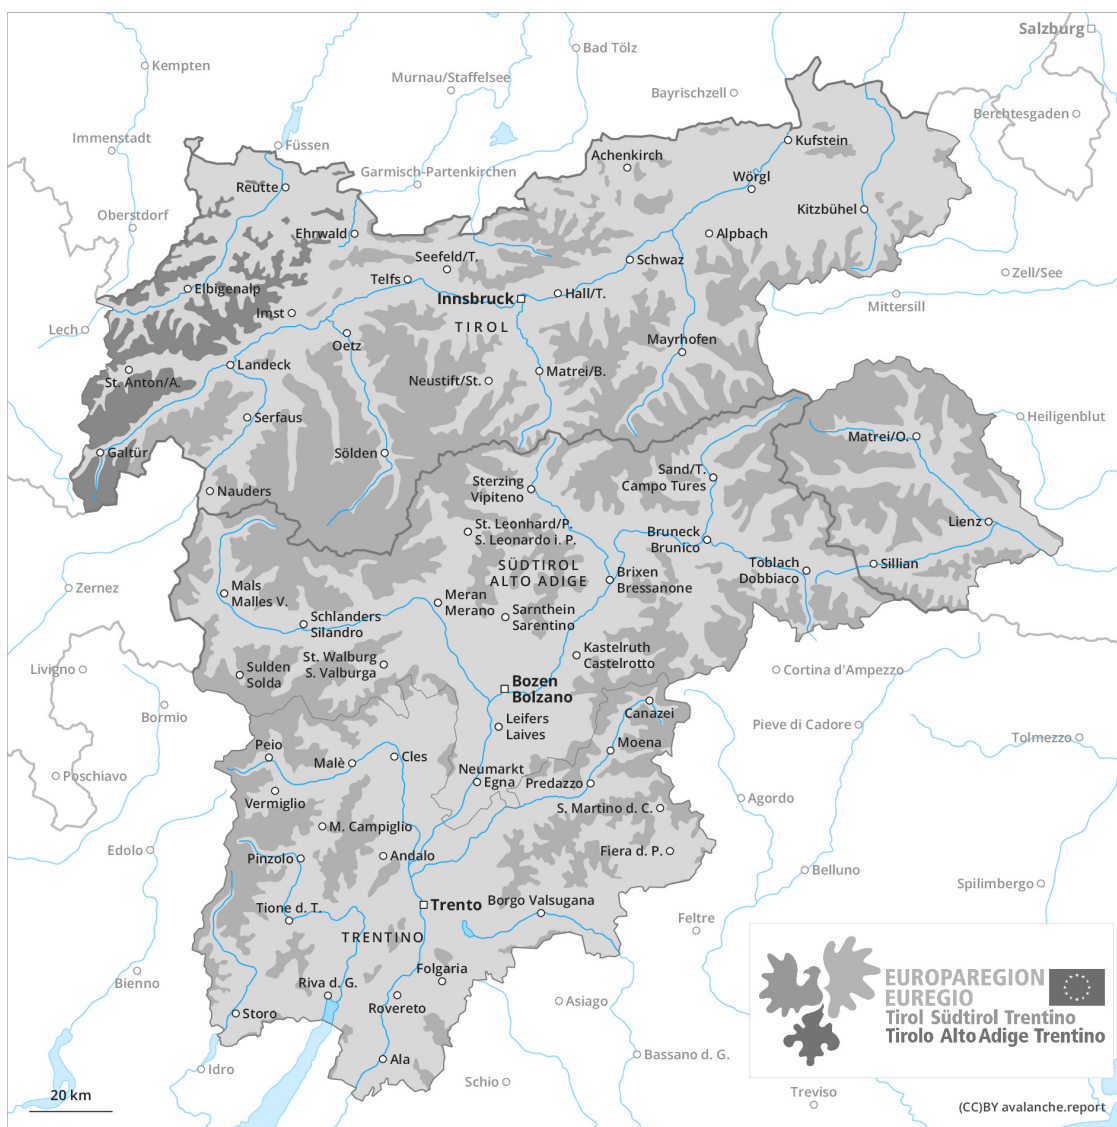 Salzburg
Bad Tölz
Kempten
Murnau/Staffelsee
Bayrischzell
Berchtesgaden
Immenstadt
Füssen
Kufstein
Achenkirch
Garmisch-Partenkirchen
Wörgl
Reutte
Oberstdorf
Kitzbühel
Ehrwald
Alpbach
Seefeld/T.
Schwaz
Zell/See
Telfs
Elbigenalp
Innsbruck
Hall/T.
Mittersill
Imst
TIROL
Lech
Oetz
Mayrhofen
Landeck
Matrei/B.
St. Anton/A.
Neustift/St.
Serfaus
Heiligenblut
Matrei/O.
Galtür
Sölden
Sand/T.
Campo Tures
Sterzing
Vipiteno
Nauders
Lienz
St. Leonhard/P.
S. Leonardo i. P.
Bruneck
Brunico
SÜDTIROL
ALTO ADIGE
Toblach
Dobbiaco
Sillian
Brixen
Bressanone
Zernez
Mals
Malles V.
Meran
Merano
Sarnthein
Sarentino
Schlanders
Silandro
Kastelruth
Castelrotto
Livigno
Sulden
Solda
St. Walburg
S. Valburga
Cortina d'Ampezzo
Bozen
Bolzano
Bormio
Canazei
Leifers
Laives
Pieve di Cadore
Tolmezzo
Peio
Moena
Malè
Cles
Poschiavo
Neumarkt
Egna
Predazzo
Vermiglio
S. Martino d. C.
Agordo
M. Campiglio
Edolo
Pinzolo
Andalo
Fiera d. P.
Belluno
Spilimbergo
Tione d. T.
Trento
Borgo Valsugana
Feltre
TRENTINO
Folgaria
Bienno
Riva d. G.
Rovereto
Asiago
Storo
EUROPAREGION
EUREGIO
Tirol Südtirol Trentino
Tirolo Alto Adige Trentino
Ala
Bassano d. G.
Idro
Schio
Treviso
20 km
(CC)BY avalanche.report